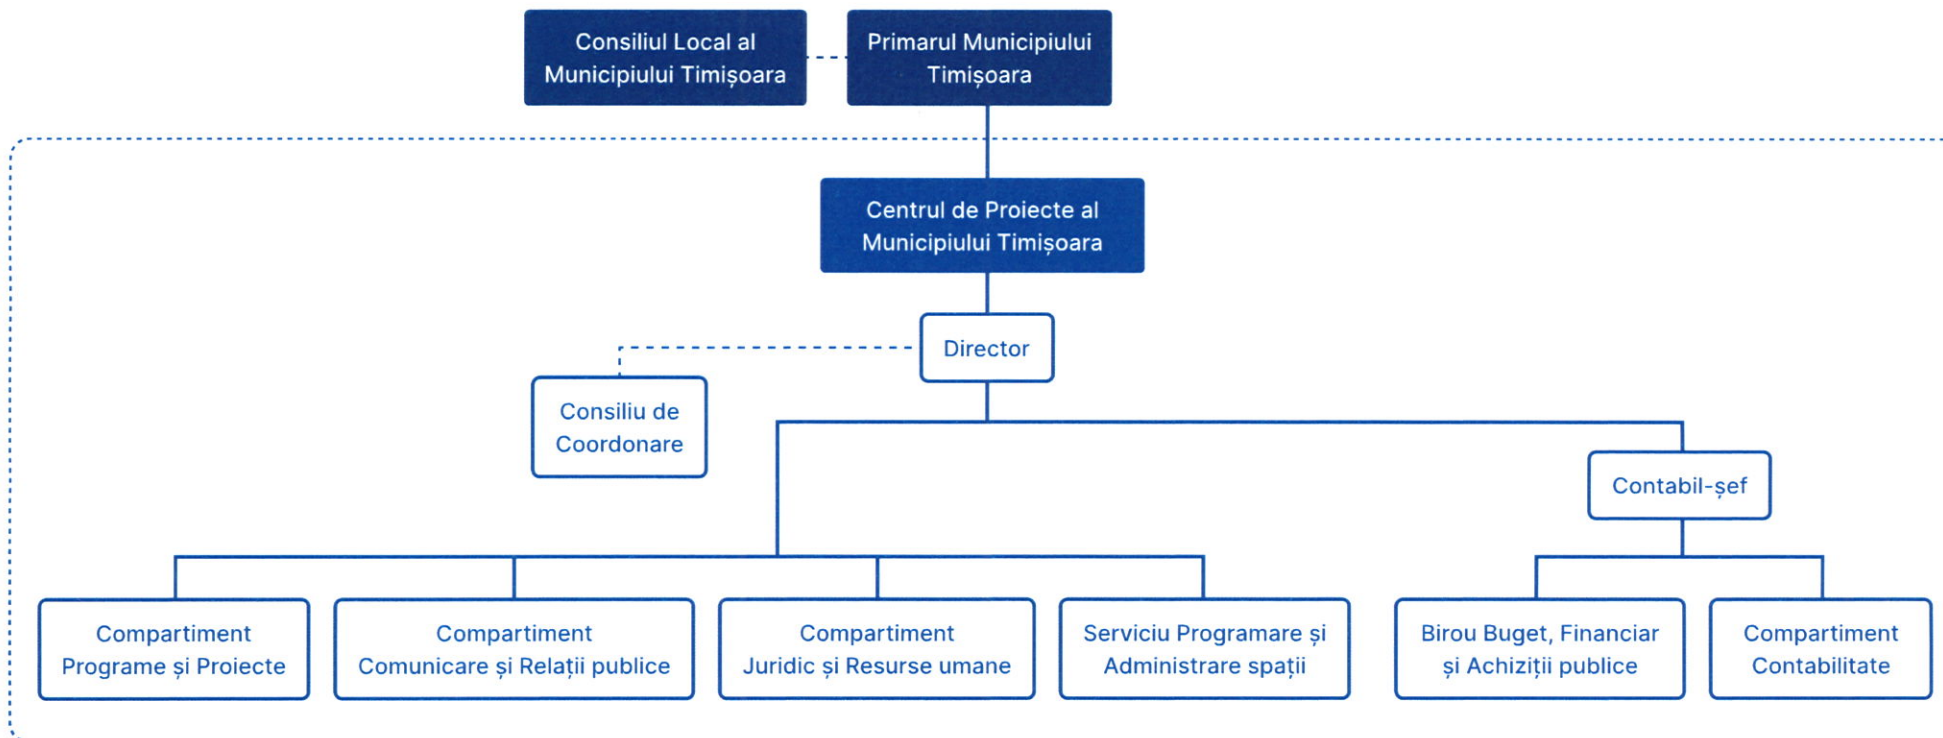 Consiliul Local al
Municipiului Timișoara
Primarul Municipiului
Timișoara
Centrul de Proiecte al
Municipiului Timișoara
Director
Consiliu de
Coordonare
Contabil-șef
Compartiment
Programe și Proiecte
Compartiment
Comunicare și Relații publice
Compartiment
Juridic și Resurse umane
Serviciu Programare și
Administrare spații
Birou Buget, Financiar
și Achiziții publice
Compartiment
Contabilitate